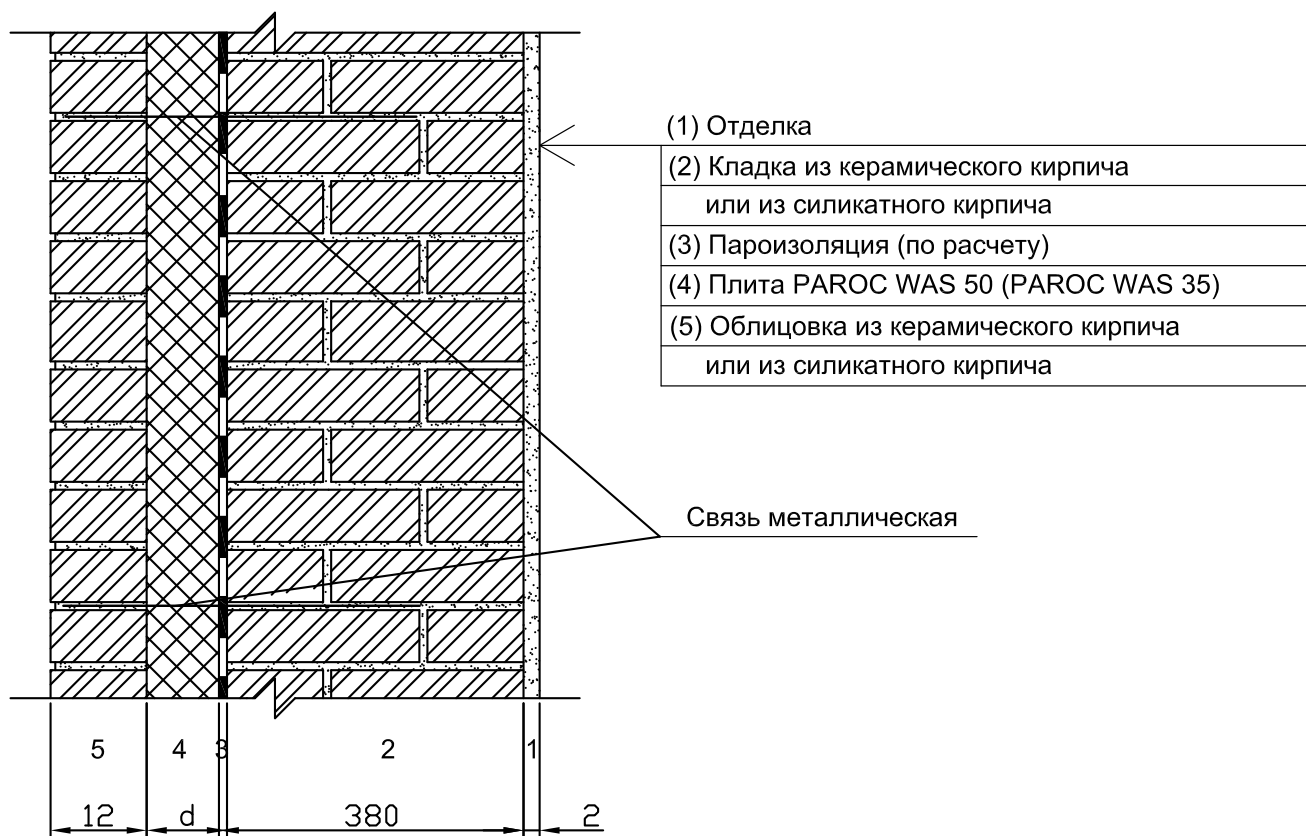 (1) Отделка
(2) Кладка из керамического кирпича
или из силикатного кирпича
(3) Пароизоляция (по расчету)
(4) Плита PAROC WAS 50 (PAROC WAS 35)
(5) Облицовка из керамического кирпича
или из силикатного кирпича
Связь металлическая
5 4 3 2 1
12 d 380 2